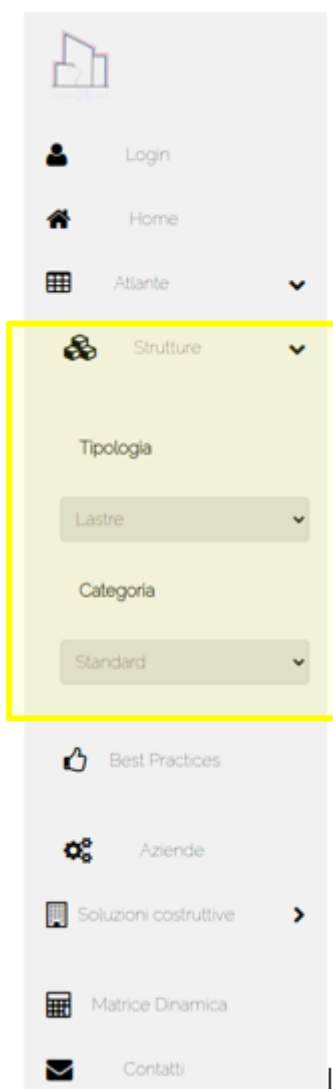 Login
Home
Atlante
Strutture
Tipologia
Lastre
Categoria
Standard
Best Practices
Aziende
Soluzioni costruttive
Matrice Dinamica
Contatti